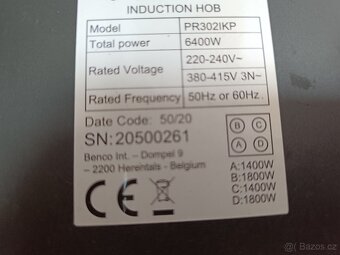 INDUCTION HOB
Model PR302IKP
Total power 6400W
Rated Voltage 220-240V~
380-415V 3N~
Rated Frequency 50Hz or 60Hz
Date Code: 50/20
SN:20500261
Benco Int. – Dompel 9
– 2200 Herentals - Belgium
B C
A D
A:1400W
B:1800W
C:1400W
D:1800W
CE
Bazos.cz